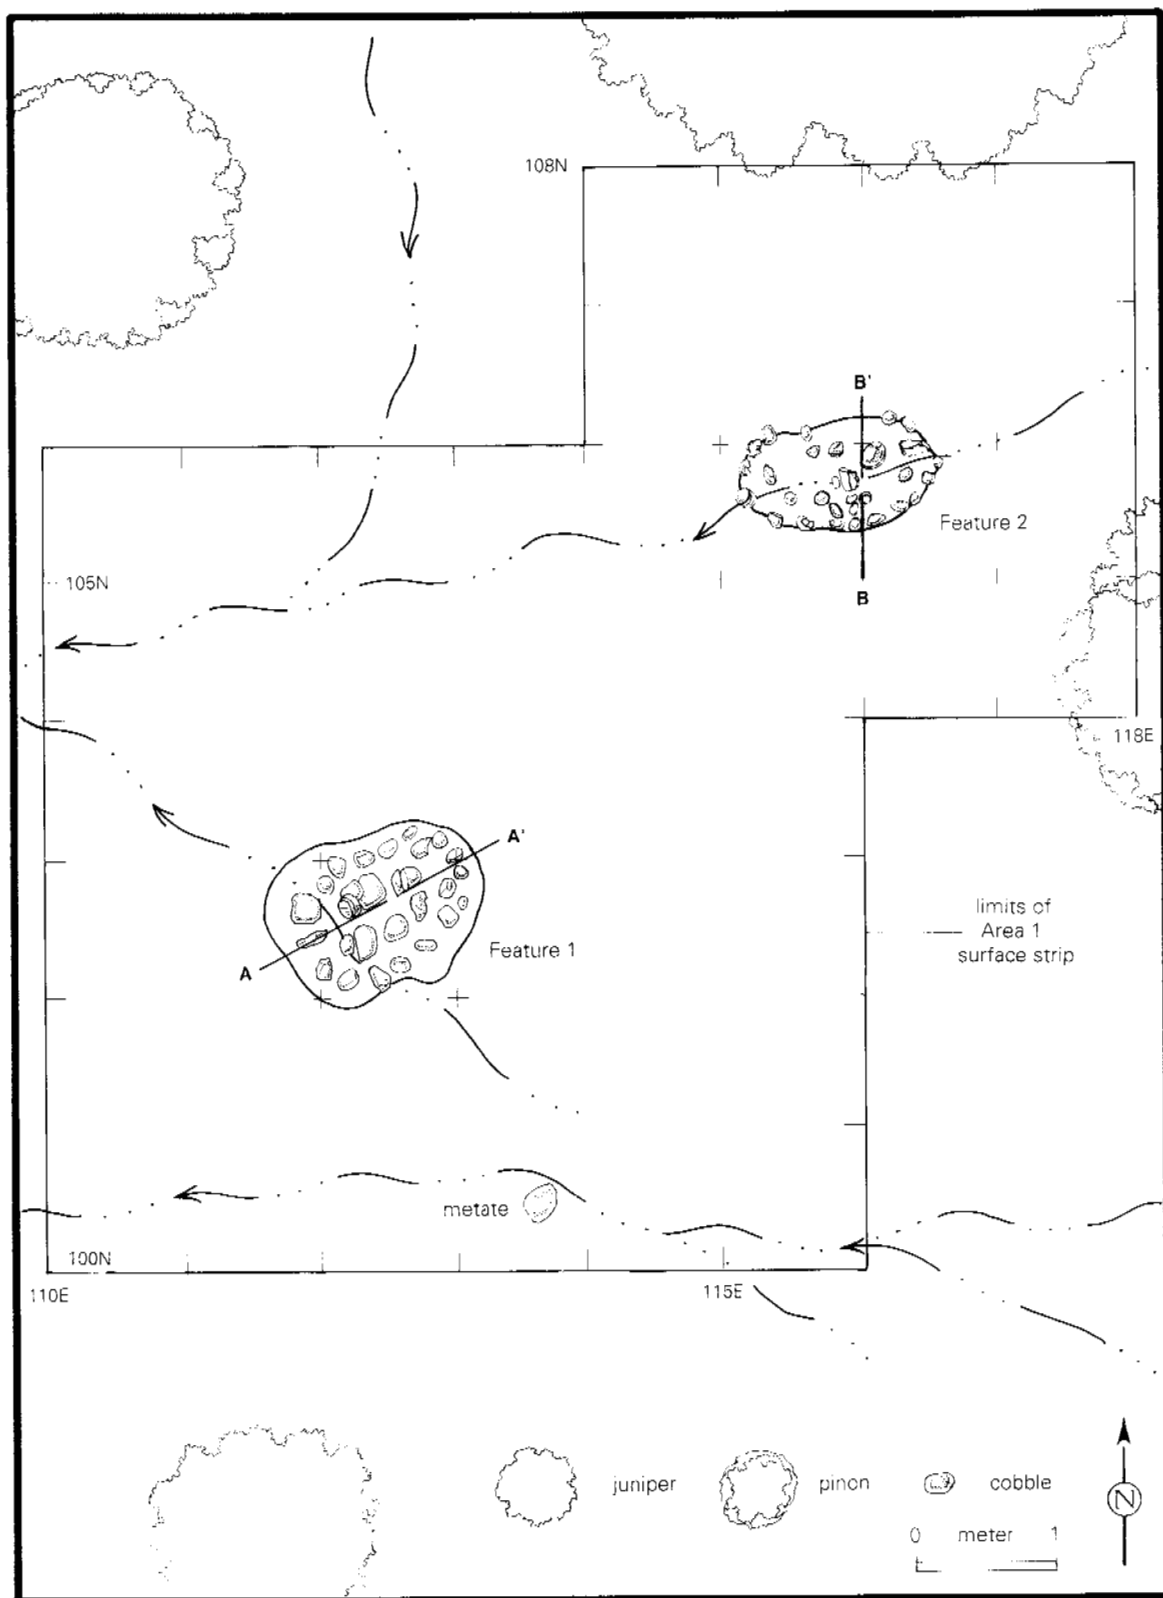 108N
B'
Feature 2
105N
B
118E
A'
limits of
Area 1
surface strip
A
Feature 1
metate
100N
110E
115E
juniper
pinon
cobble
0 meter 1
N